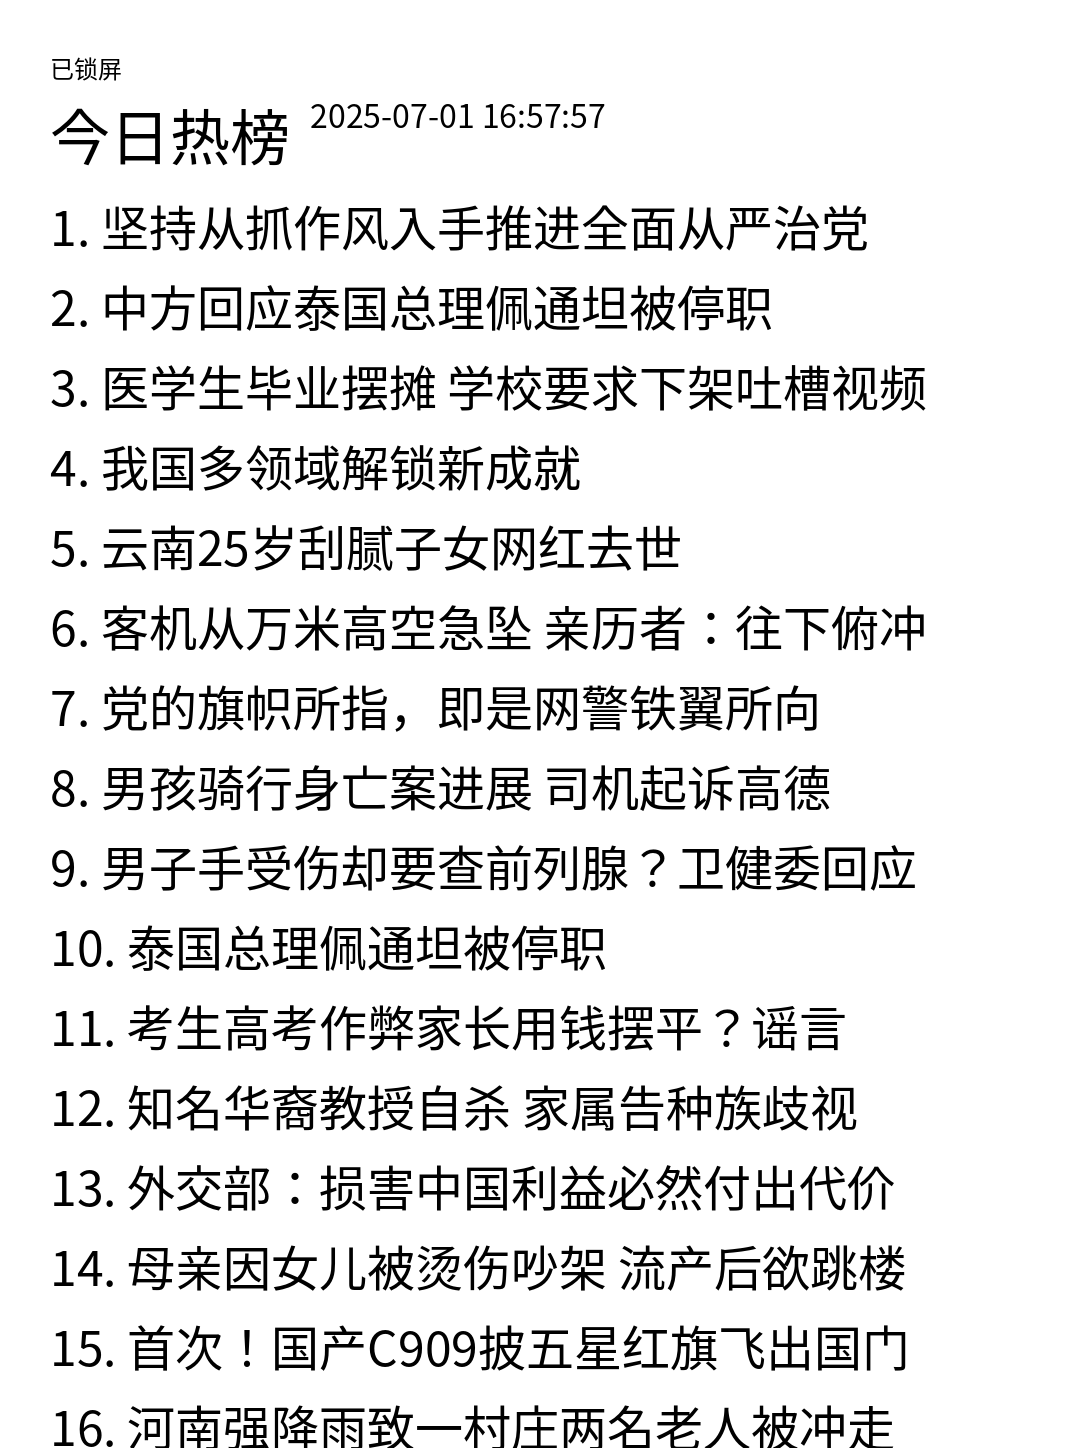 已锁屏
今日热榜 2025-07-01 16:57:57
1. 坚持从抓作风入手推进全面从严治党
2. 中方回应泰国总理佩通坦被停职
3. 医学生毕业摆摊 学校要求下架吐槽视频
4. 我国多领域解锁新成就
5. 云南25岁刮腻子女网红去世
6. 客机从万米高空急坠 亲历者：往下俯冲
7. 党的旗帜所指，即是网警铁翼所向
8. 男孩骑行身亡案进展 司机起诉高德
9. 男子手受伤却要查前列腺？卫健委回应
10. 泰国总理佩通坦被停职
11. 考生高考作弊家长用钱摆平？谣言
12. 知名华裔教授自杀 家属告种族歧视
13. 外交部：损害中国利益必然付出代价
14. 母亲因女儿被烫伤吵架 流产后欲跳楼
15. 首次！国产C909披五星红旗飞出国门
16. 河南强降雨致一村庄两名老人被冲走